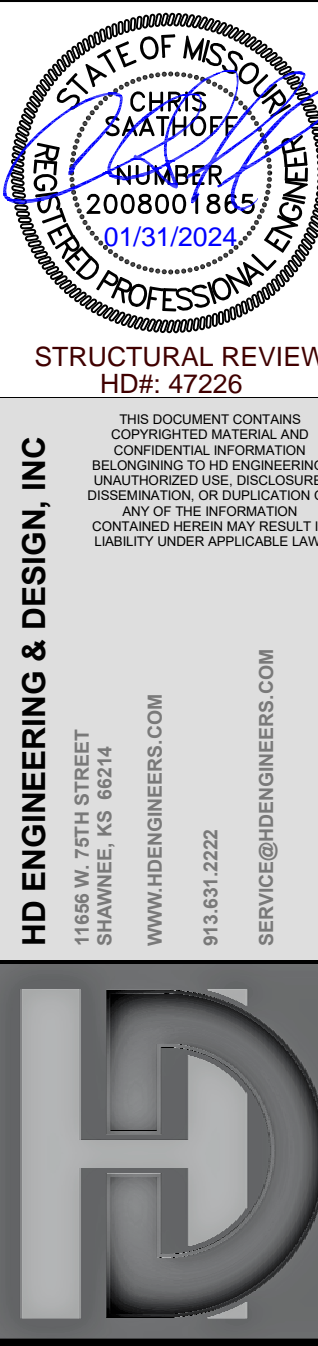 STATE OF MISSOURI
CHRIS
SAATHOFF
NUMBER
2008001865
01/31/2024
REGISTERED PROFESSIONAL ENGINEER
STRUCTURAL REVIEW
HD#: 47226
THIS DOCUMENT CONTAINS
COPYRIGHTED MATERIAL AND
CONFIDENTIAL INFORMATION
BELONGINING TO HD ENGINEERING
UNAUTHORIZED USE, DISCLOSURE
DISSEMINATION, OR DUPLICATION O
ANY OF THE INFORMATION
CONTAINED HEREIN MAY RESULT I
LIABILITY UNDER APPLICABLE LAW
HD ENGINEERING & DESIGN, INC
11656 W. 75TH STREET
SHAWNEE, KS 66214
WWW.HDENGINEERS.COM
913.631.2222
SERVICE@HDENGINEERS.COM
HD